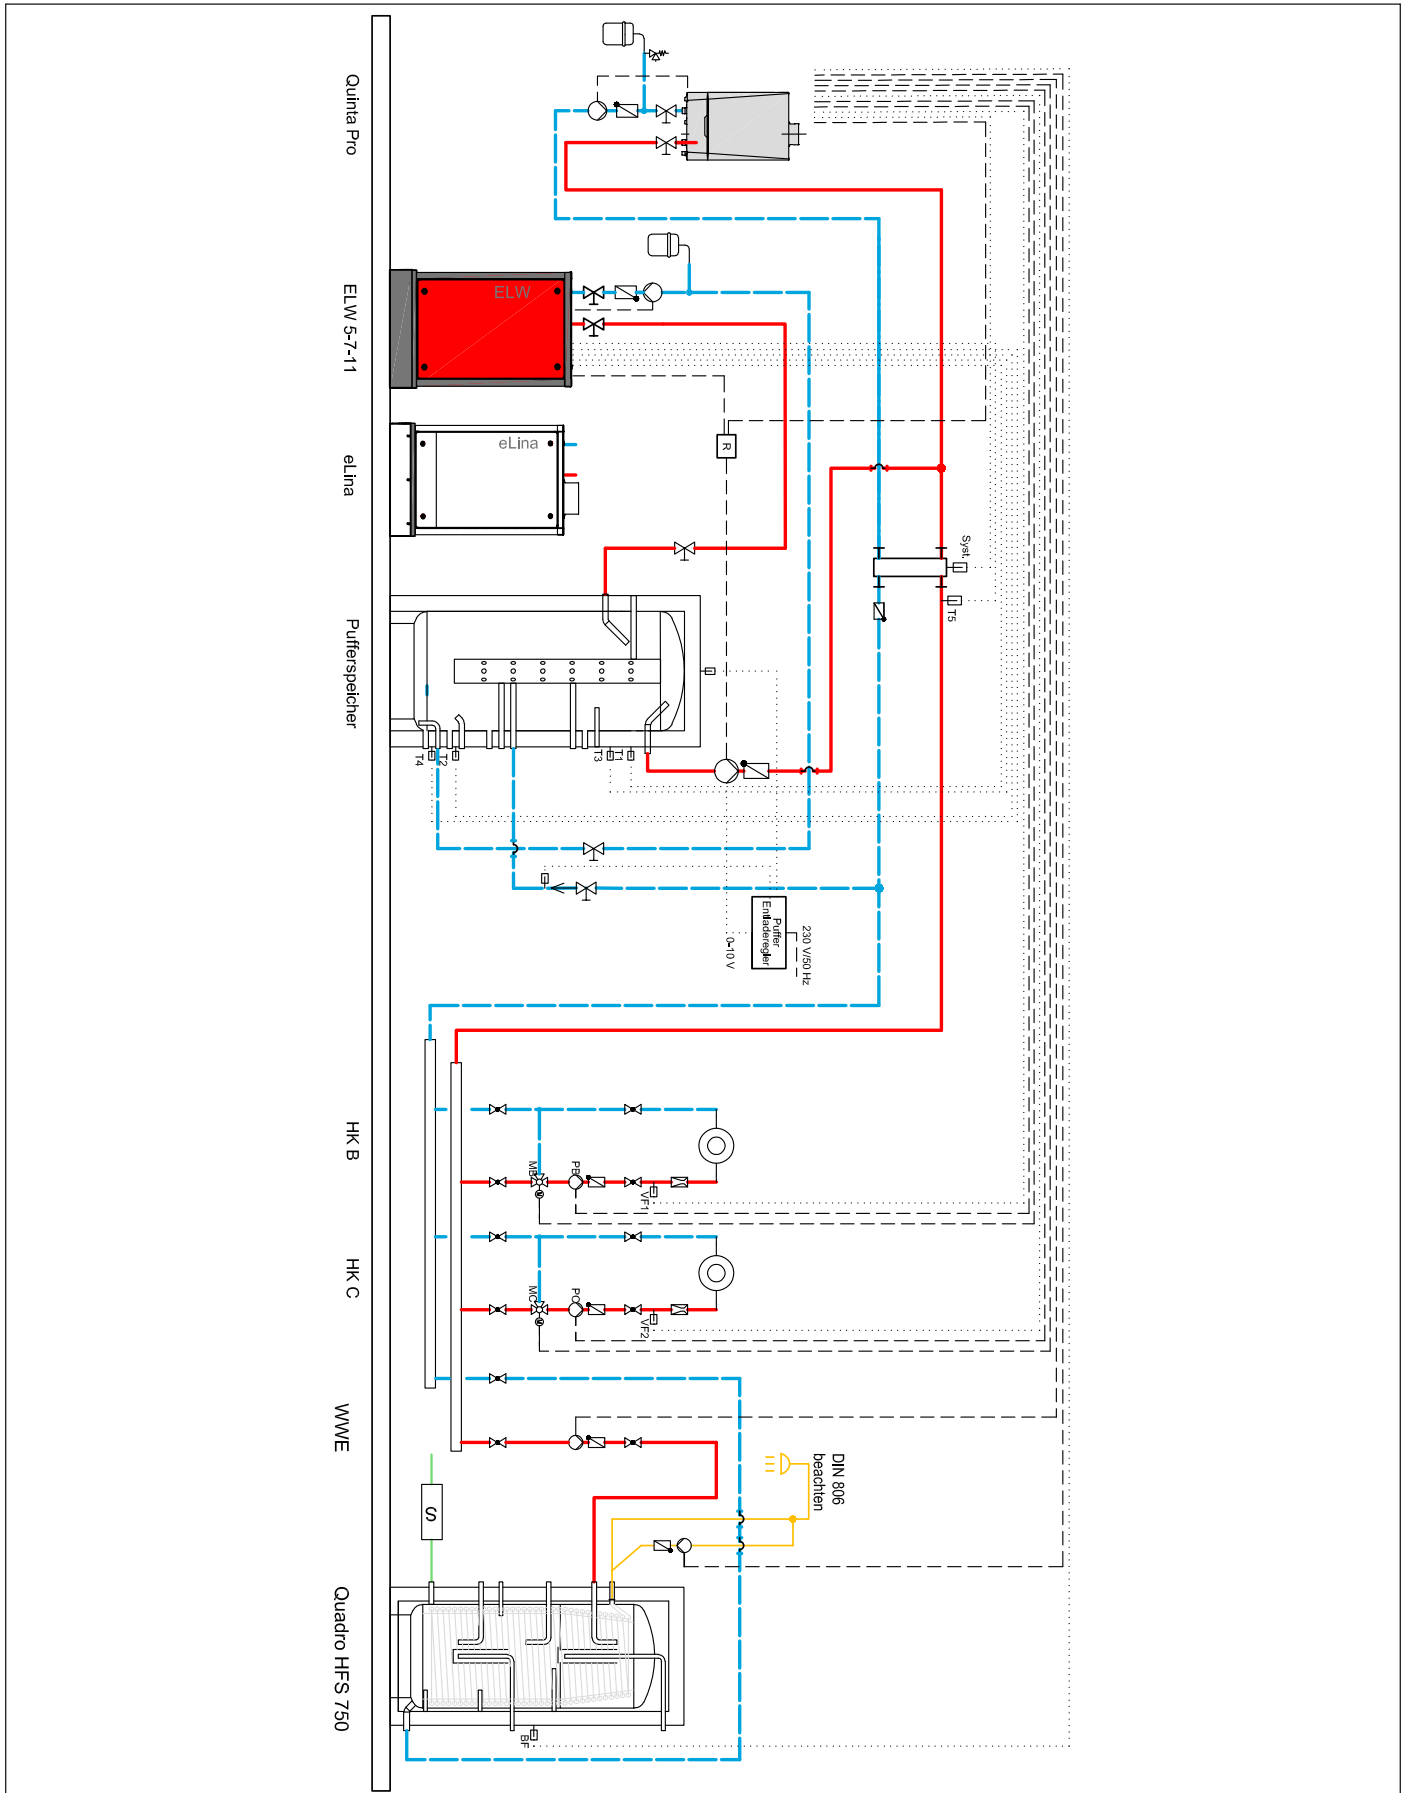 Quinta Pro
ELW 5-7-11
eLina
Pufferspeicher
HK B
HK C
WWE
Quadro HFS 750
ELW
eLina
R
Syst.
T5
T4
T2
T3
T1
Puffer
Entladeregler
230 V/50 Hz
0-10 V
MB
PB
VF1
M
MC
PC
VF2
M
DIN 806
beachten
S
BF